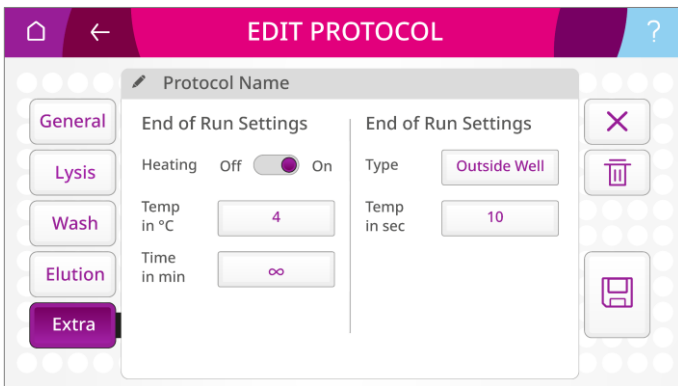 EDIT PROTOCOL
?
Protocol Name
General
Lysis
Wash
Elution
Extra
End of Run Settings
Heating Off On
Temp
in °C
4
Time
in min
∞
End of Run Settings
Type Outside Well
Temp
in sec
10